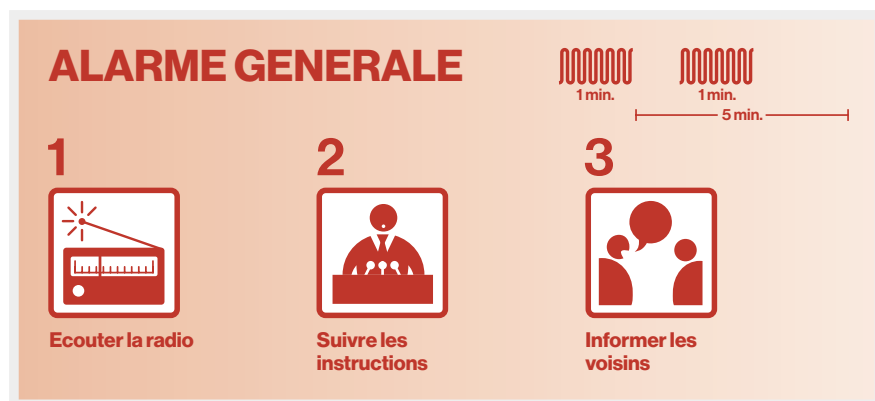 ALARME GENERALE
1 min.
1 min.
5 min.
1
2
3
Ecouter la radio
Suivre les
instructions
Informer les
voisins